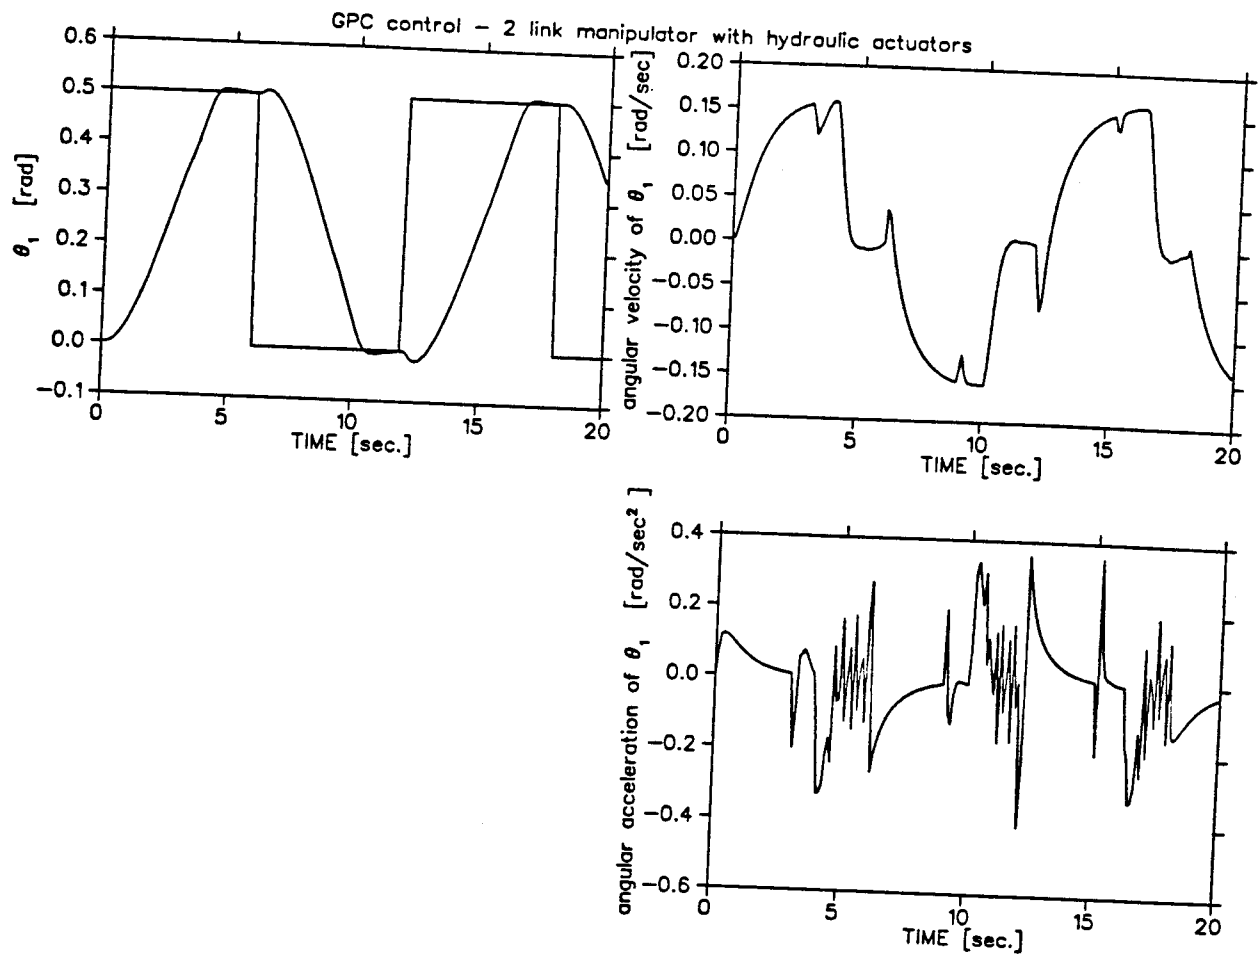 GPC control – 2 link manipulator with hydraulic actuators
0.6
0.5
0.4
0.3
0.2
0.1
0.0
−0.1
θ₁ [rad]
0 5 10 15 20
TIME [sec.]
0.20
0.15
0.10
0.05
0.00
−0.05
−0.10
−0.15
−0.20
angular velocity of θ₁ [rad/sec]
0 5 10 15 20
TIME [sec.]
0.4
0.2
0.0
−0.2
−0.4
−0.6
angular acceleration of θ₁ [rad/sec²]
0 5 10 15 20
TIME [sec.]